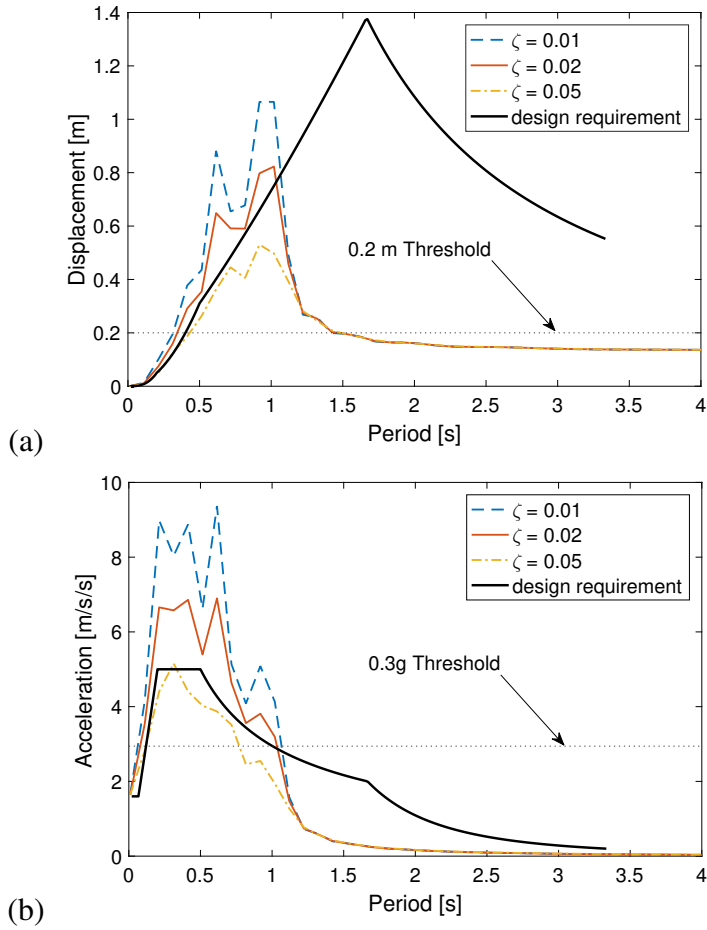 1.4
1.2
1
0.8
0.6
0.4
0.2
0
Displacement [m]
ζ = 0.01
ζ = 0.02
ζ = 0.05
design requirement
0.2 m Threshold
0 0.5 1 1.5 2 2.5 3 3.5 4
Period [s]
(a)
10
8
6
4
2
0
Acceleration [m/s/s]
ζ = 0.01
ζ = 0.02
ζ = 0.05
design requirement
0.3g Threshold
0 0.5 1 1.5 2 2.5 3 3.5 4
Period [s]
(b)